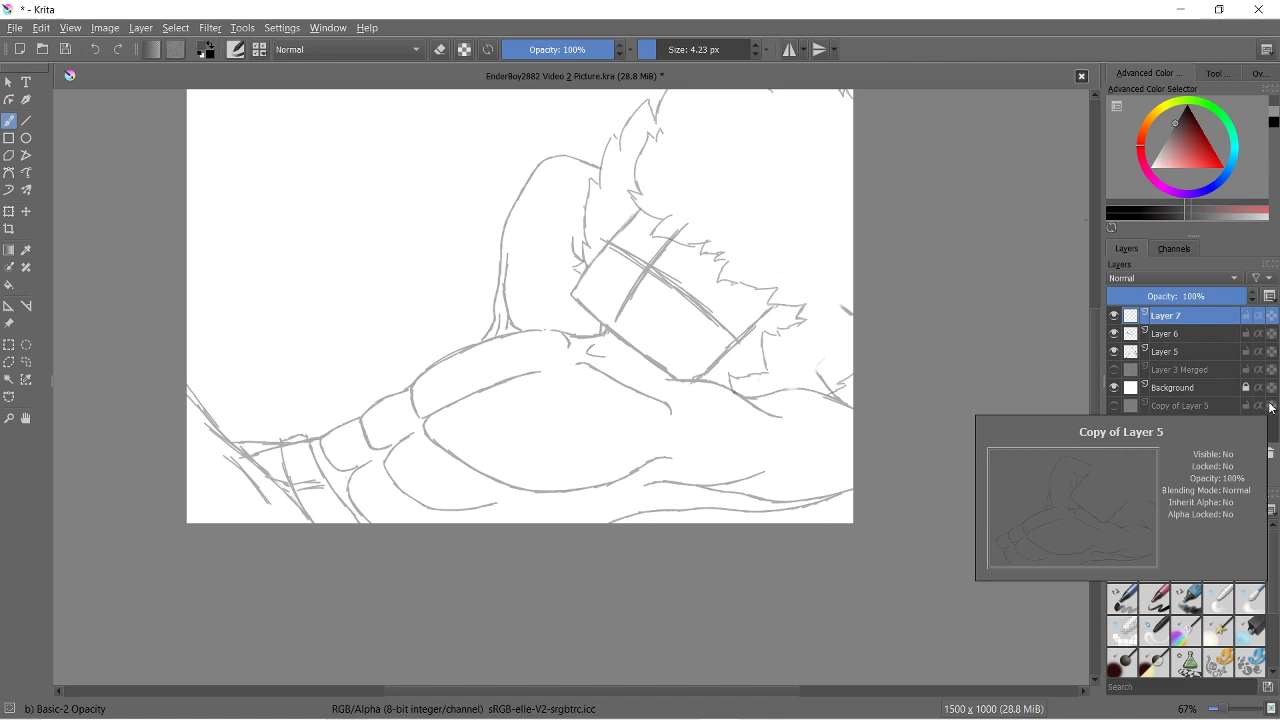 * - Krita
File Edit View Image Layer Select Filter Tools Settings Window Help
Normal Opacity: 100% Size: 4.23 px
EnderBoy2882 Video 2 Picture.kra (28.8 MiB) *
Advanced Color ... Tool ... Ov...
Advanced Color Selector
Layers Channels
Layers
Normal
Opacity: 100%
Layer 7
Layer 6
Layer 5
Layer 3 Merged
Background
Copy of Layer 5
Copy of Layer 5
Visible: No
Locked: No
Opacity: 100%
Blending Mode: Normal
Inherit Alpha: No
Alpha Locked: No
Search
b) Basic-2 Opacity RGB/Alpha (8-bit integer/channel) sRGB-elle-V2-srgbtrc.icc 1500 x 1000 (28.8 MiB) 67%